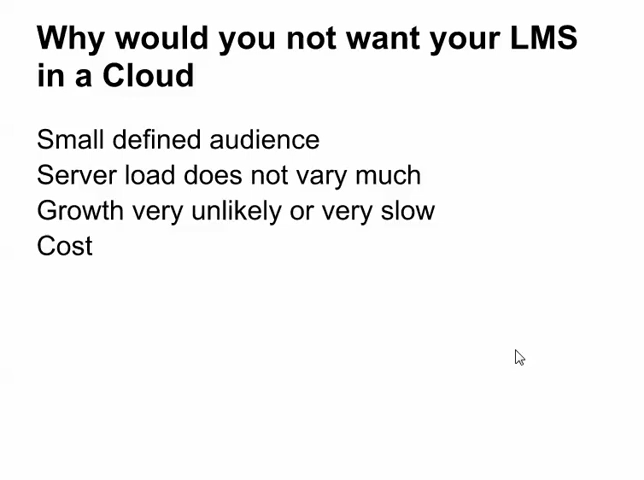 Why would you not want your LMS
in a Cloud
Small defined audience
Server load does not vary much
Growth very unlikely or very slow
Cost